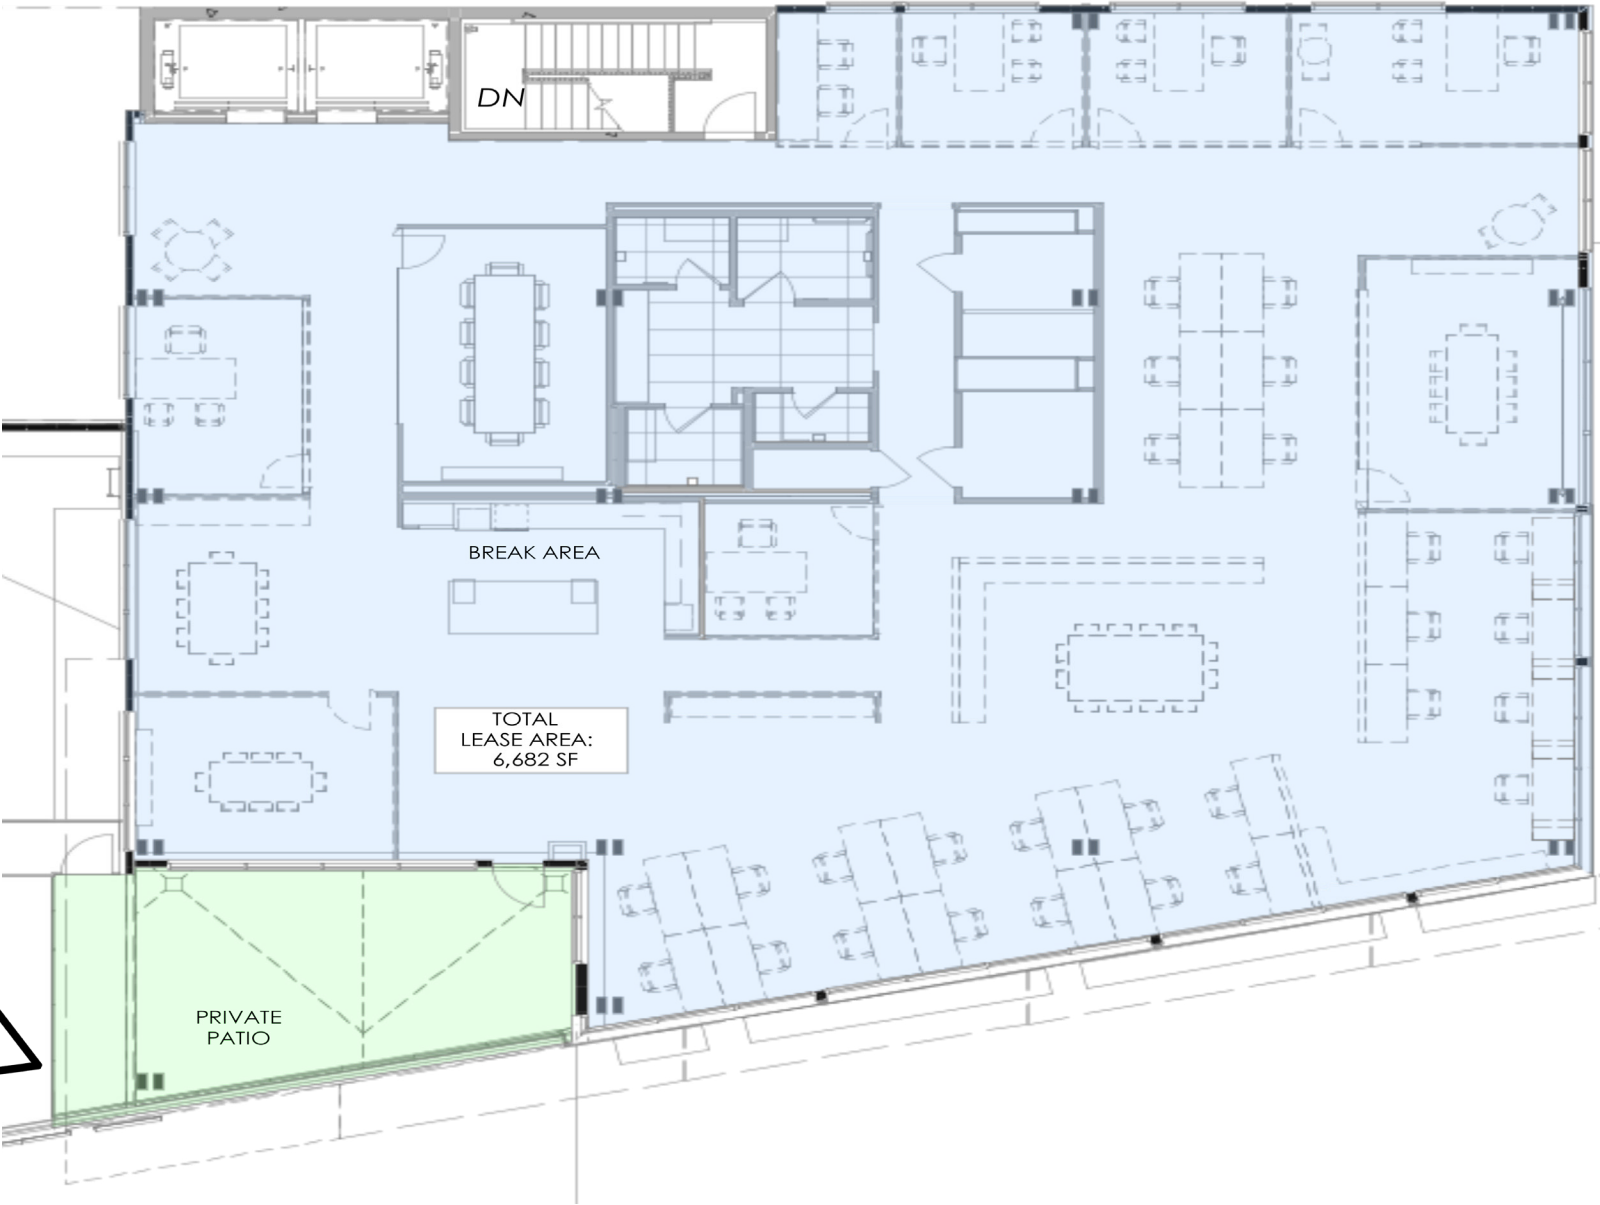 DN
BREAK AREA
TOTAL
LEASE AREA:
6,682 SF
PRIVATE
PATIO